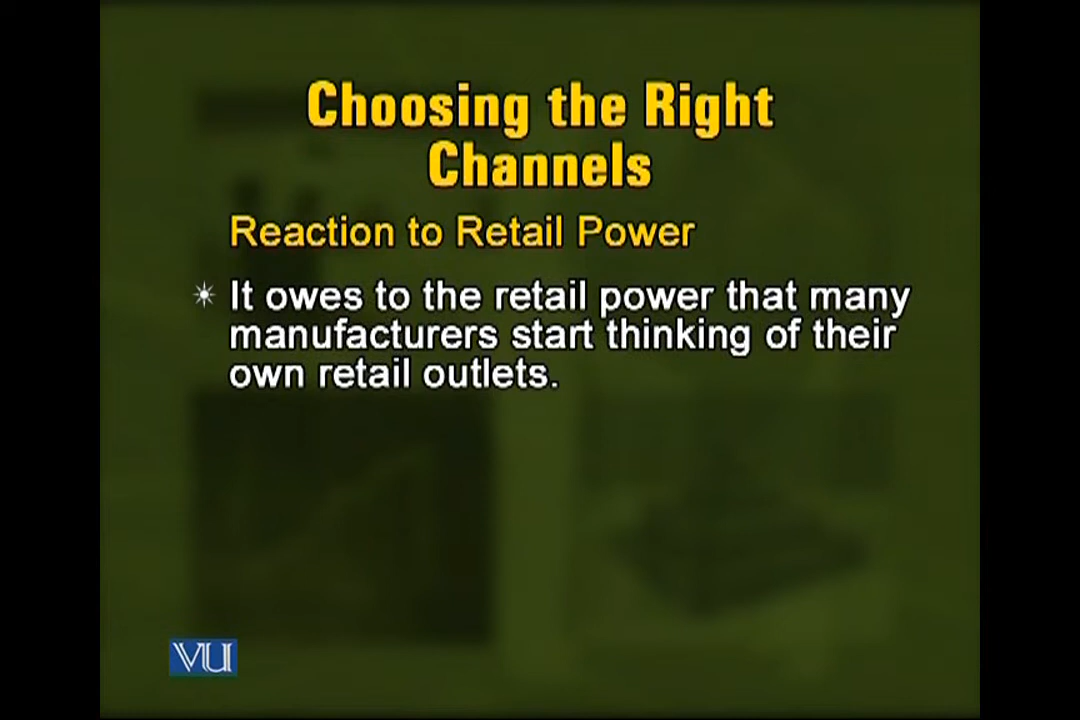 Choosing the Right
Channels
Reaction to Retail Power
It owes to the retail power that many
manufacturers start thinking of their
own retail outlets.
VU